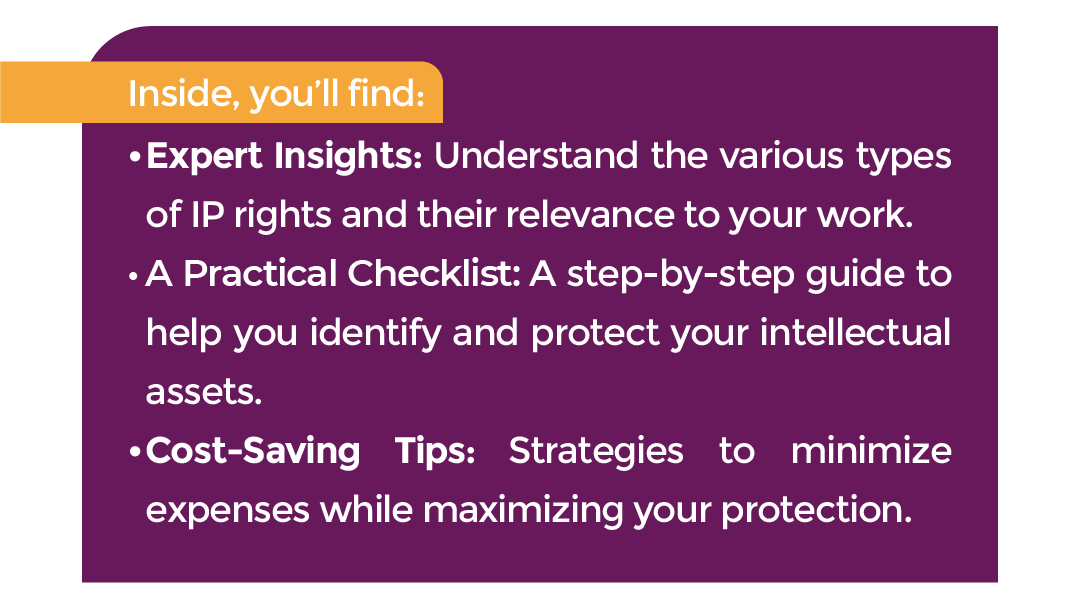 Inside, you’ll find:
•Expert Insights: Understand the various types
of IP rights and their relevance to your work.
• A Practical Checklist: A step-by-step guide to
help you identify and protect your intellectual
assets.
•Cost-Saving Tips: Strategies to minimize
expenses while maximizing your protection.